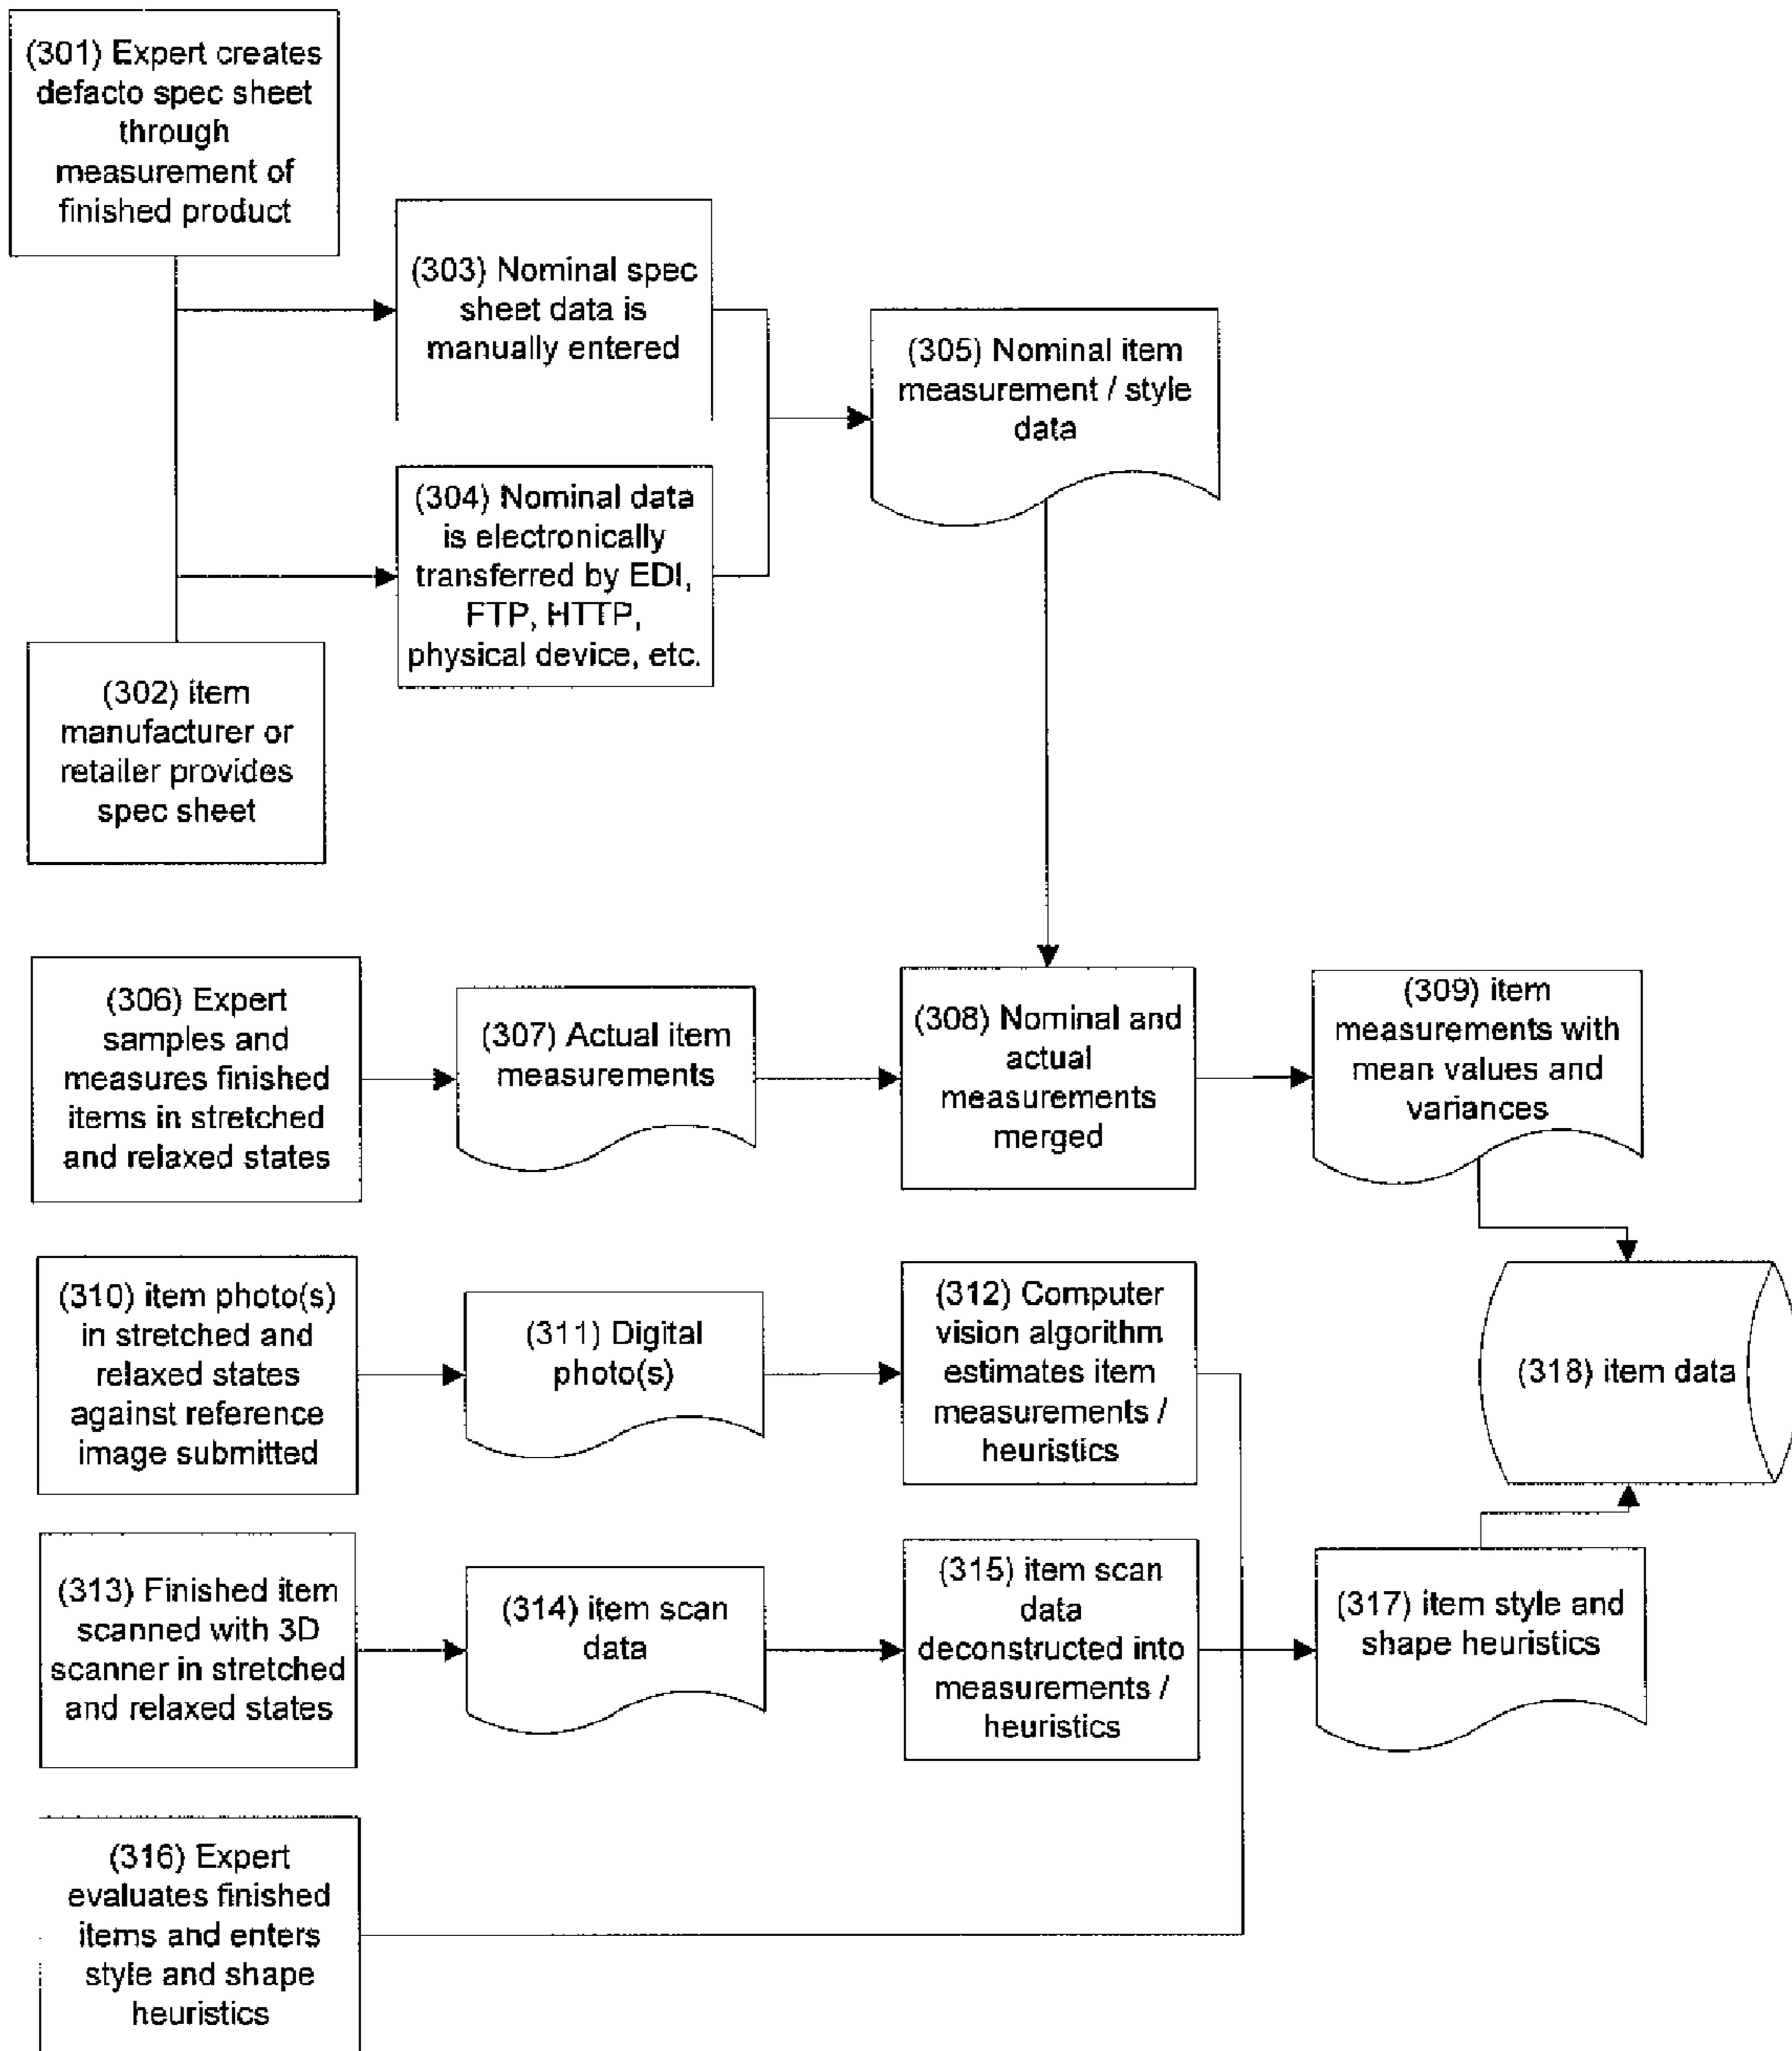 (301) Expert creates
defacto spec sheet
through
measurement of
finished product
(303) Nominal spec
sheet data is
manually entered
(305) Nominal item
measurement / style
data
(304) Nominal data
is electronically
transferred by EDI,
FTP, HTTP,
physical device, etc.
(302) item
manufacturer or
retailer provides
spec sheet
(306) Expert
samples and
measures finished
items in stretched
and relaxed states
(307) Actual item
measurements
(308) Nominal and
actual
measurements
merged
(309) item
measurements with
mean values and
variances
(310) item photo(s)
in stretched and
relaxed states
against reference
image submitted
(311) Digital
photo(s)
(312) Computer
vision algorithm
estimates item
measurements /
heuristics
(318) item data
(313) Finished item
scanned with 3D
scanner in stretched
and relaxed states
(314) item scan
data
(315) item scan
data
deconstructed into
measurements /
heuristics
(317) item style and
shape heuristics
(316) Expert
evaluates finished
items and enters
style and shape
heuristics